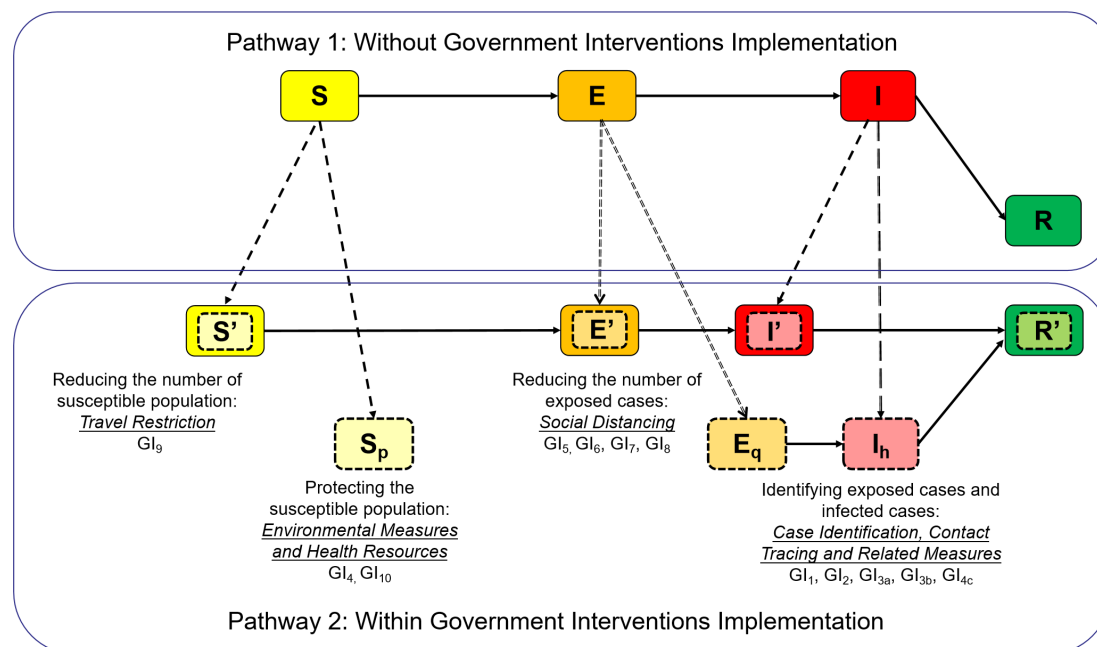 Pathway 1: Without Government Interventions Implementation
S
E
I
R
S’
E’
I’
R’
Reducing the number of
susceptible population:
Travel Restriction
GI9
Reducing the number of
exposed cases:
Social Distancing
GI5, GI6, GI7, GI8
Sp
Eq
Ih
Protecting the
susceptible population:
Environmental Measures
and Health Resources
GI4, GI10
Identifying exposed cases and
infected cases:
Case Identification, Contact
Tracing and Related Measures
GI1, GI2, GI3a, GI3b, GI4c
Pathway 2: Within Government Interventions Implementation